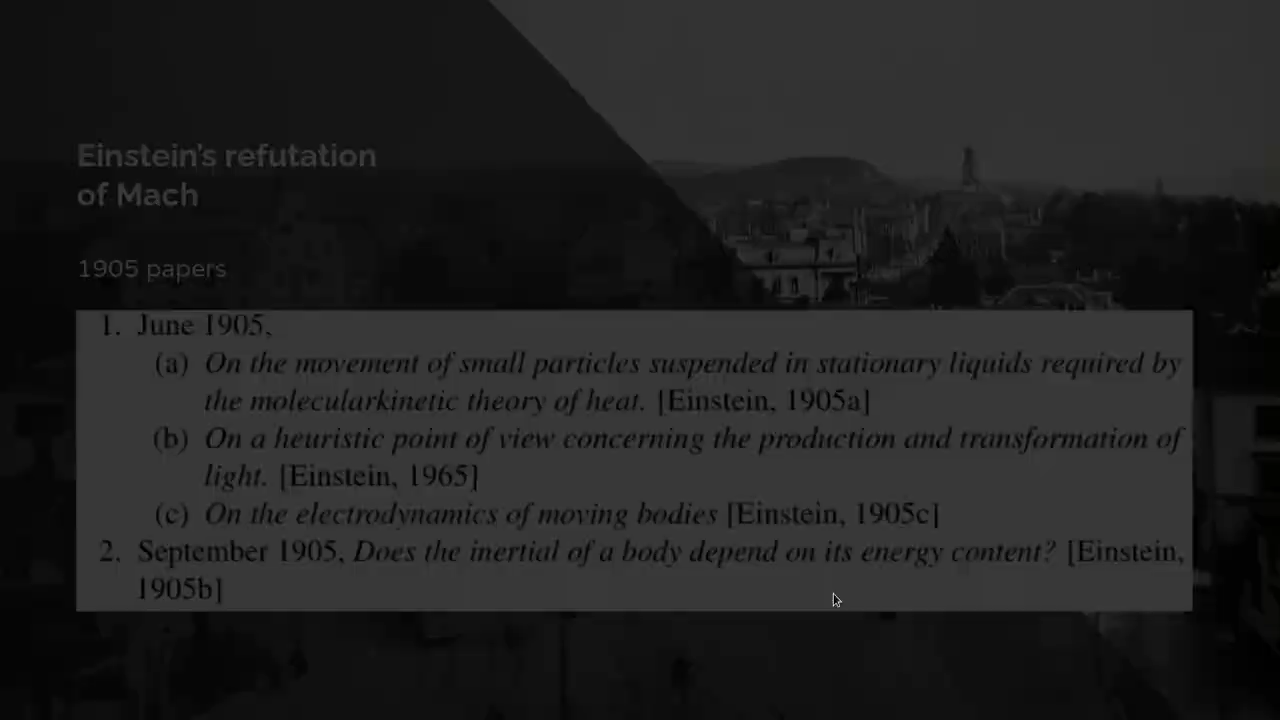 Einstein's refutation
of Mach
1905 papers
1. June 1905,
(a) On the movement of small particles suspended in stationary liquids required by
the molecularkinetic theory of heat. [Einstein, 1905a]
(b) On a heuristic point of view concerning the production and transformation of
light. [Einstein, 1965]
(c) On the electrodynamics of moving bodies [Einstein, 1905c]
2. September 1905, Does the inertial of a body depend on its energy content? [Einstein,
1905b]